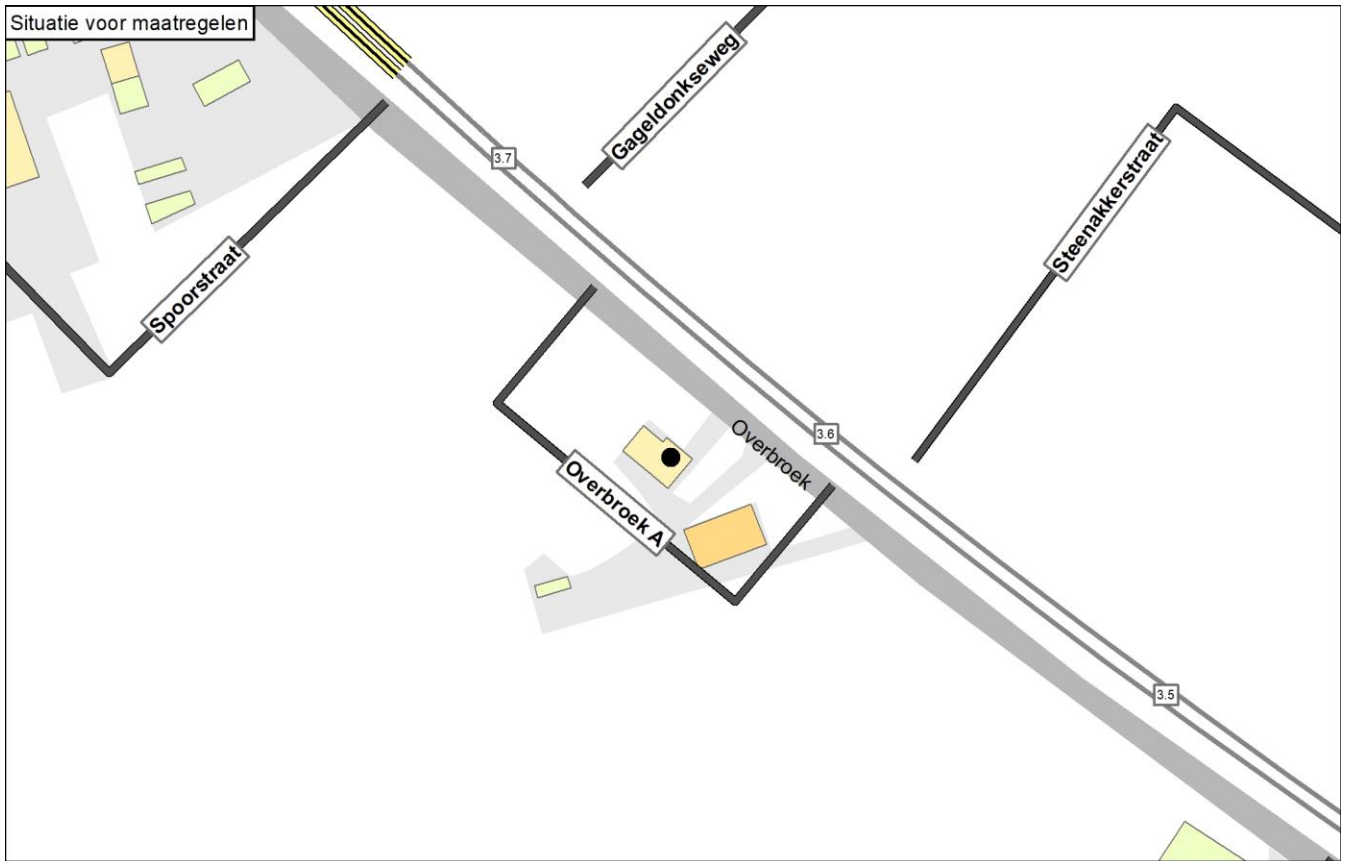 Situatie voor maatregelen
Gageldonkseweg
3.7
Steenakkerstraat
Spoorstraat
3.6
Overbroek
Overbroek A
3.5